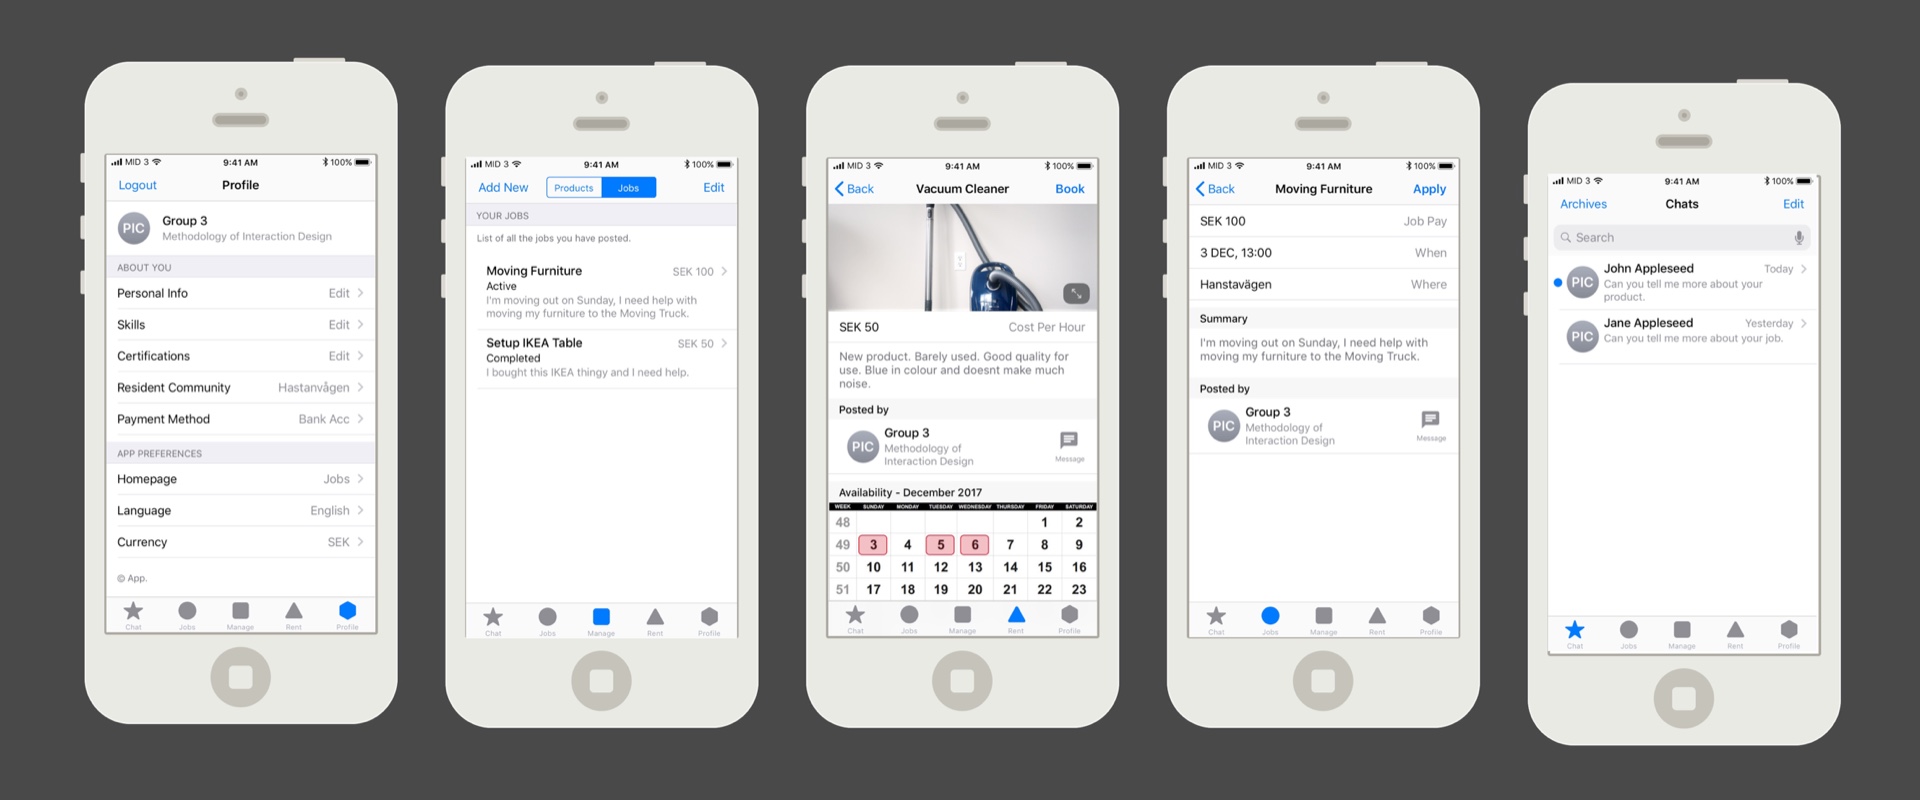 MID 3 9:41 AM 100%
Logout Profile
PIC Group 3
Methodology of Interaction Design
ABOUT YOU
Personal Info Edit
Skills Edit
Certifications Edit
Resident Community Hastanvågen
Payment Method Bank Acc
APP PREFERENCES
Homepage Jobs
Language English
Currency SEK
© App.
Chat Jobs Manage Rent Profile
MID 3 9:41 AM 100%
Add New Products Jobs Edit
YOUR JOBS
List of all the jobs you have posted.
Moving Furniture SEK 100
Active
I'm moving out on Sunday, I need help with
moving my furniture to the Moving Truck.
Setup IKEA Table SEK 50
Completed
I bought this IKEA thingy and I need help.
Chat Jobs Manage Rent Profile
MID 3 9:41 AM 100%
Back Vacuum Cleaner Book
SEK 50 Cost Per Hour
New product. Barely used. Good quality for
use. Blue in colour and doesnt make much
noise.
Posted by
PIC Group 3
Methodology of
Interaction Design
Message
Availability - December 2017
WEEK SUNDAY MONDAY TUESDAY WEDNESDAY THURSDAY FRIDAY SATURDAY
48 1 2
49 3 4 5 6 7 8 9
50 10 11 12 13 14 15 16
51 17 18 19 20 21 22 23
Chat Jobs Manage Rent Profile
MID 3 9:41 AM 100%
Back Moving Furniture Apply
SEK 100 Job Pay
3 DEC, 13:00 When
Hanstavägen Where
Summary
I'm moving out on Sunday, I need help with
moving my furniture to the Moving Truck.
Posted by
PIC Group 3
Methodology of
Interaction Design
Message
Chat Jobs Manage Rent Profile
MID 3 9:41 AM 100%
Archives Chats Edit
Search
PIC John Appleseed Today
Can you tell me more about your
product.
PIC Jane Appleseed Yesterday
Can you tell me more about your job.
Chat Jobs Manage Rent Profile